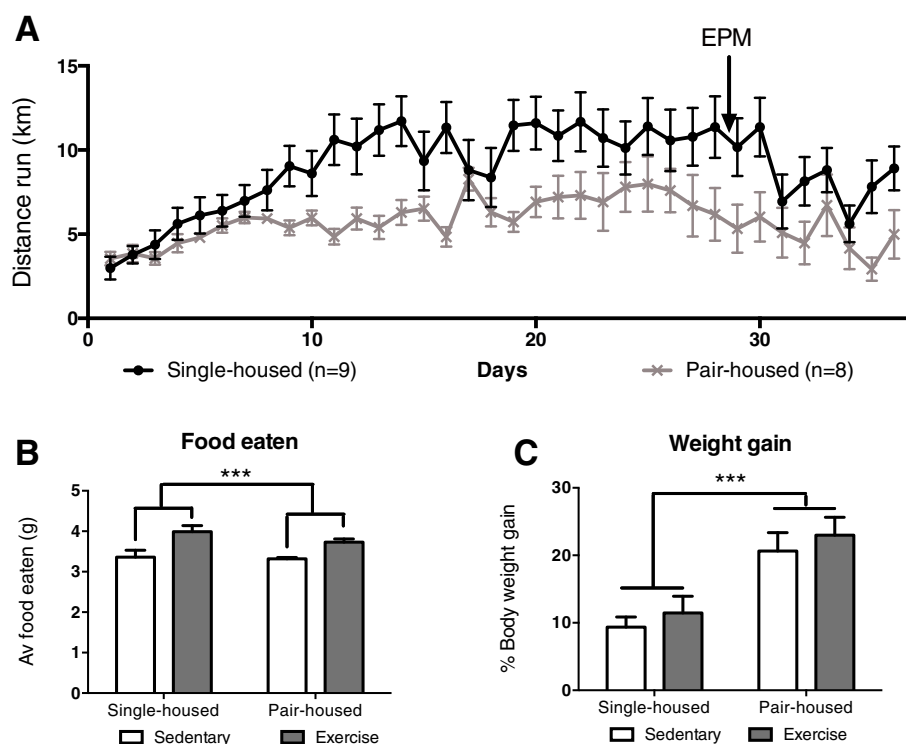 A
EPM
Distance run (km)
15
10
5
0
0 10 20 30
Single-housed (n=9) Days Pair-housed (n=8)
B
Food eaten
***
Av food eaten (g)
5
4
3
2
1
0
Single-housed Pair-housed
Sedentary Exercise
C
Weight gain
***
% Body weight gain
30
20
10
0
Single-housed Pair-housed
Sedentary Exercise